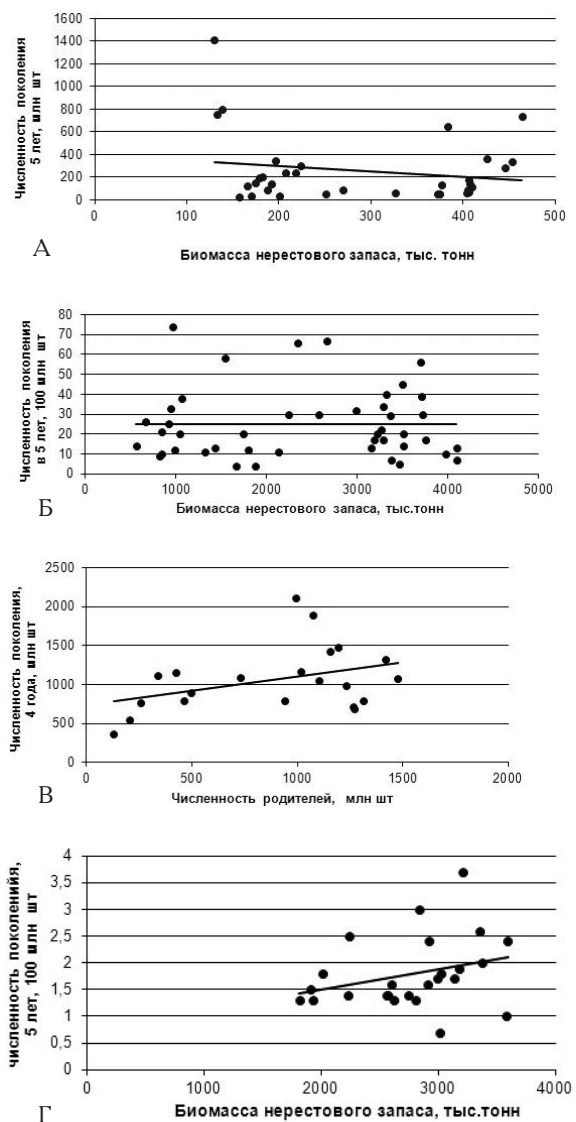 Численность поколения
5 лет, млн шт
1600
1400
1200
1000
800
600
400
200
0
0 100 200 300 400 500
А
Биомасса нерестового запаса, тыс. тонн
Численность поколения
в 5 лет, 100 млн шт
80
70
60
50
40
30
20
10
0
0 1000 2000 3000 4000 5000
Биомасса нерестового запаса, тыс.тонн
Б
Численность поколения,
4 года, млн шт
2500
2000
1500
1000
500
0
0 500 1000 1500 2000
Численность родителей, млн шт
В
численность поколенийя,
5 лет, 100 млн шт
4
3,5
3
2,5
2
1,5
1
0,5
0
0 1000 2000 3000 4000
Биомасса нерестового запаса, тыс.тонн
Г